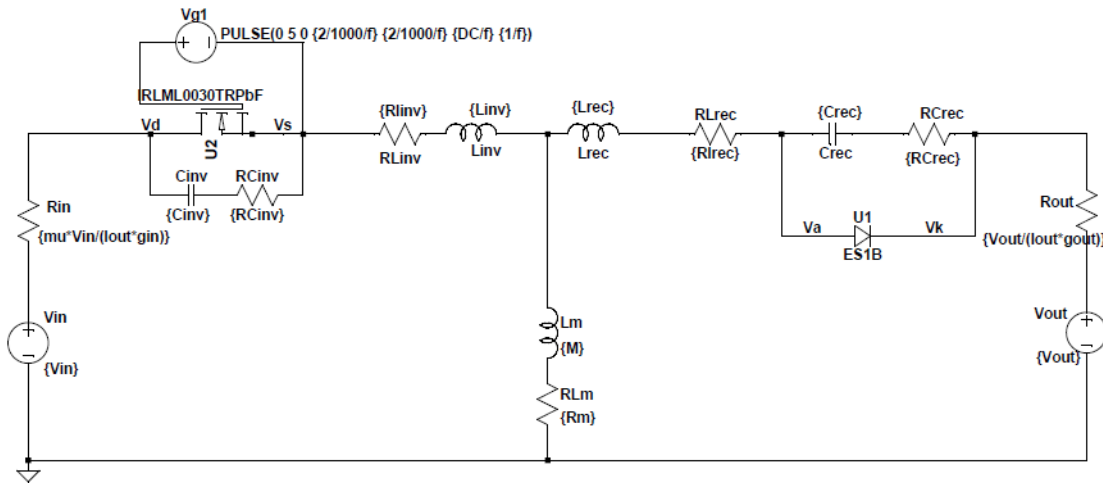 Vg1
PULSE(0 5 0 {2/1000/f} {2/1000/f} {DC/f} {1/f})
IRLML0030TRPbF
Vd
Vs
U2
Cinv
{Cinv}
RCinv
{RCinv}
{Rlinv}
RLinv
{Linv}
Linv
{Lrec}
Lrec
RLrec
{Rlrec}
{Crec}
Crec
RCrec
{RCrec}
U1
Va
Vk
ES1B
Rin
{mu*Vin/(Iout*gin)}
Rout
{Vout/(Iout*gout)}
Vin
{Vin}
Lm
{M}
RLm
{Rm}
Vout
{Vout}